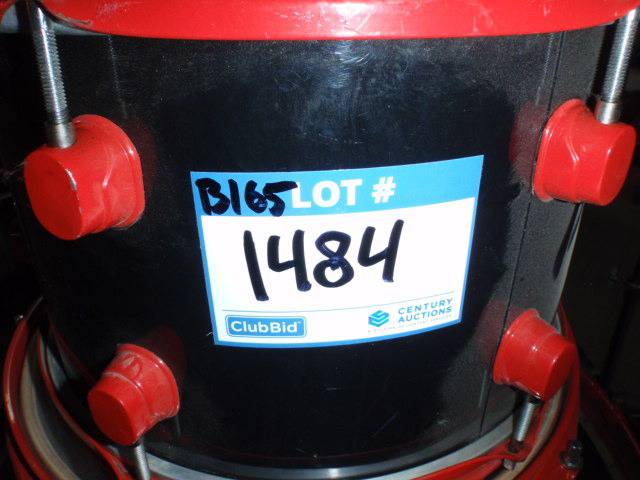 B165 LOT #
1484
ClubBid
CENTURY
AUCTIONS